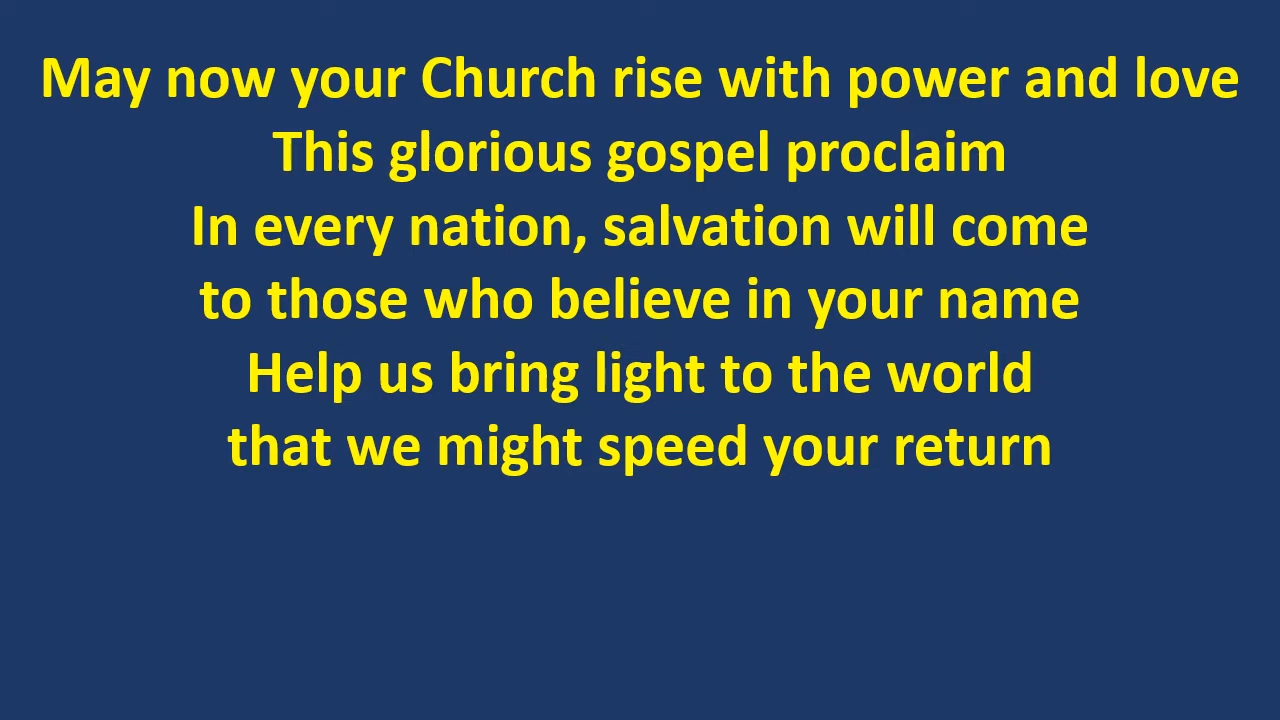 May now your Church rise with power and love
This glorious gospel proclaim
In every nation, salvation will come
to those who believe in your name
Help us bring light to the world
that we might speed your return